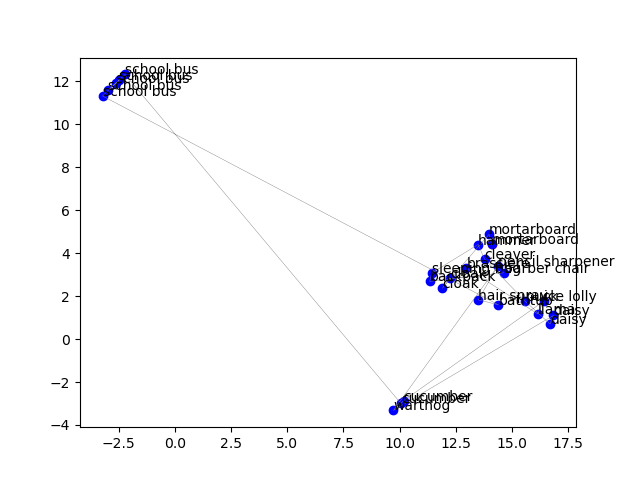 school bus
school bus
school bus
school bus
school bus
mortarboard
mortarboard
hammer
cleaver
pencil sharpener
barber chair
sleeping bag
backpack
cloak
hair spray
bathtub
ice lolly
llama
daisy
daisy
cucumber
cucumber
warthog
12
10
8
6
4
2
0
−2
−4
−2.5
0.0
2.5
5.0
7.5
10.0
12.5
15.0
17.5